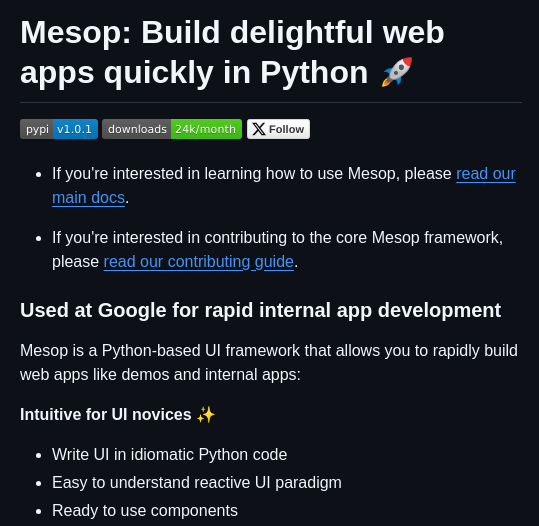 Mesop: Build delightful web
apps quickly in Python 🚀
pypi v1.0.1 downloads 24k/month X Follow
If you're interested in learning how to use Mesop, please read our
main docs.
If you're interested in contributing to the core Mesop framework,
please read our contributing guide.
Used at Google for rapid internal app development
Mesop is a Python-based UI framework that allows you to rapidly build
web apps like demos and internal apps:
Intuitive for UI novices ✨
Write UI in idiomatic Python code
Easy to understand reactive UI paradigm
Ready to use components